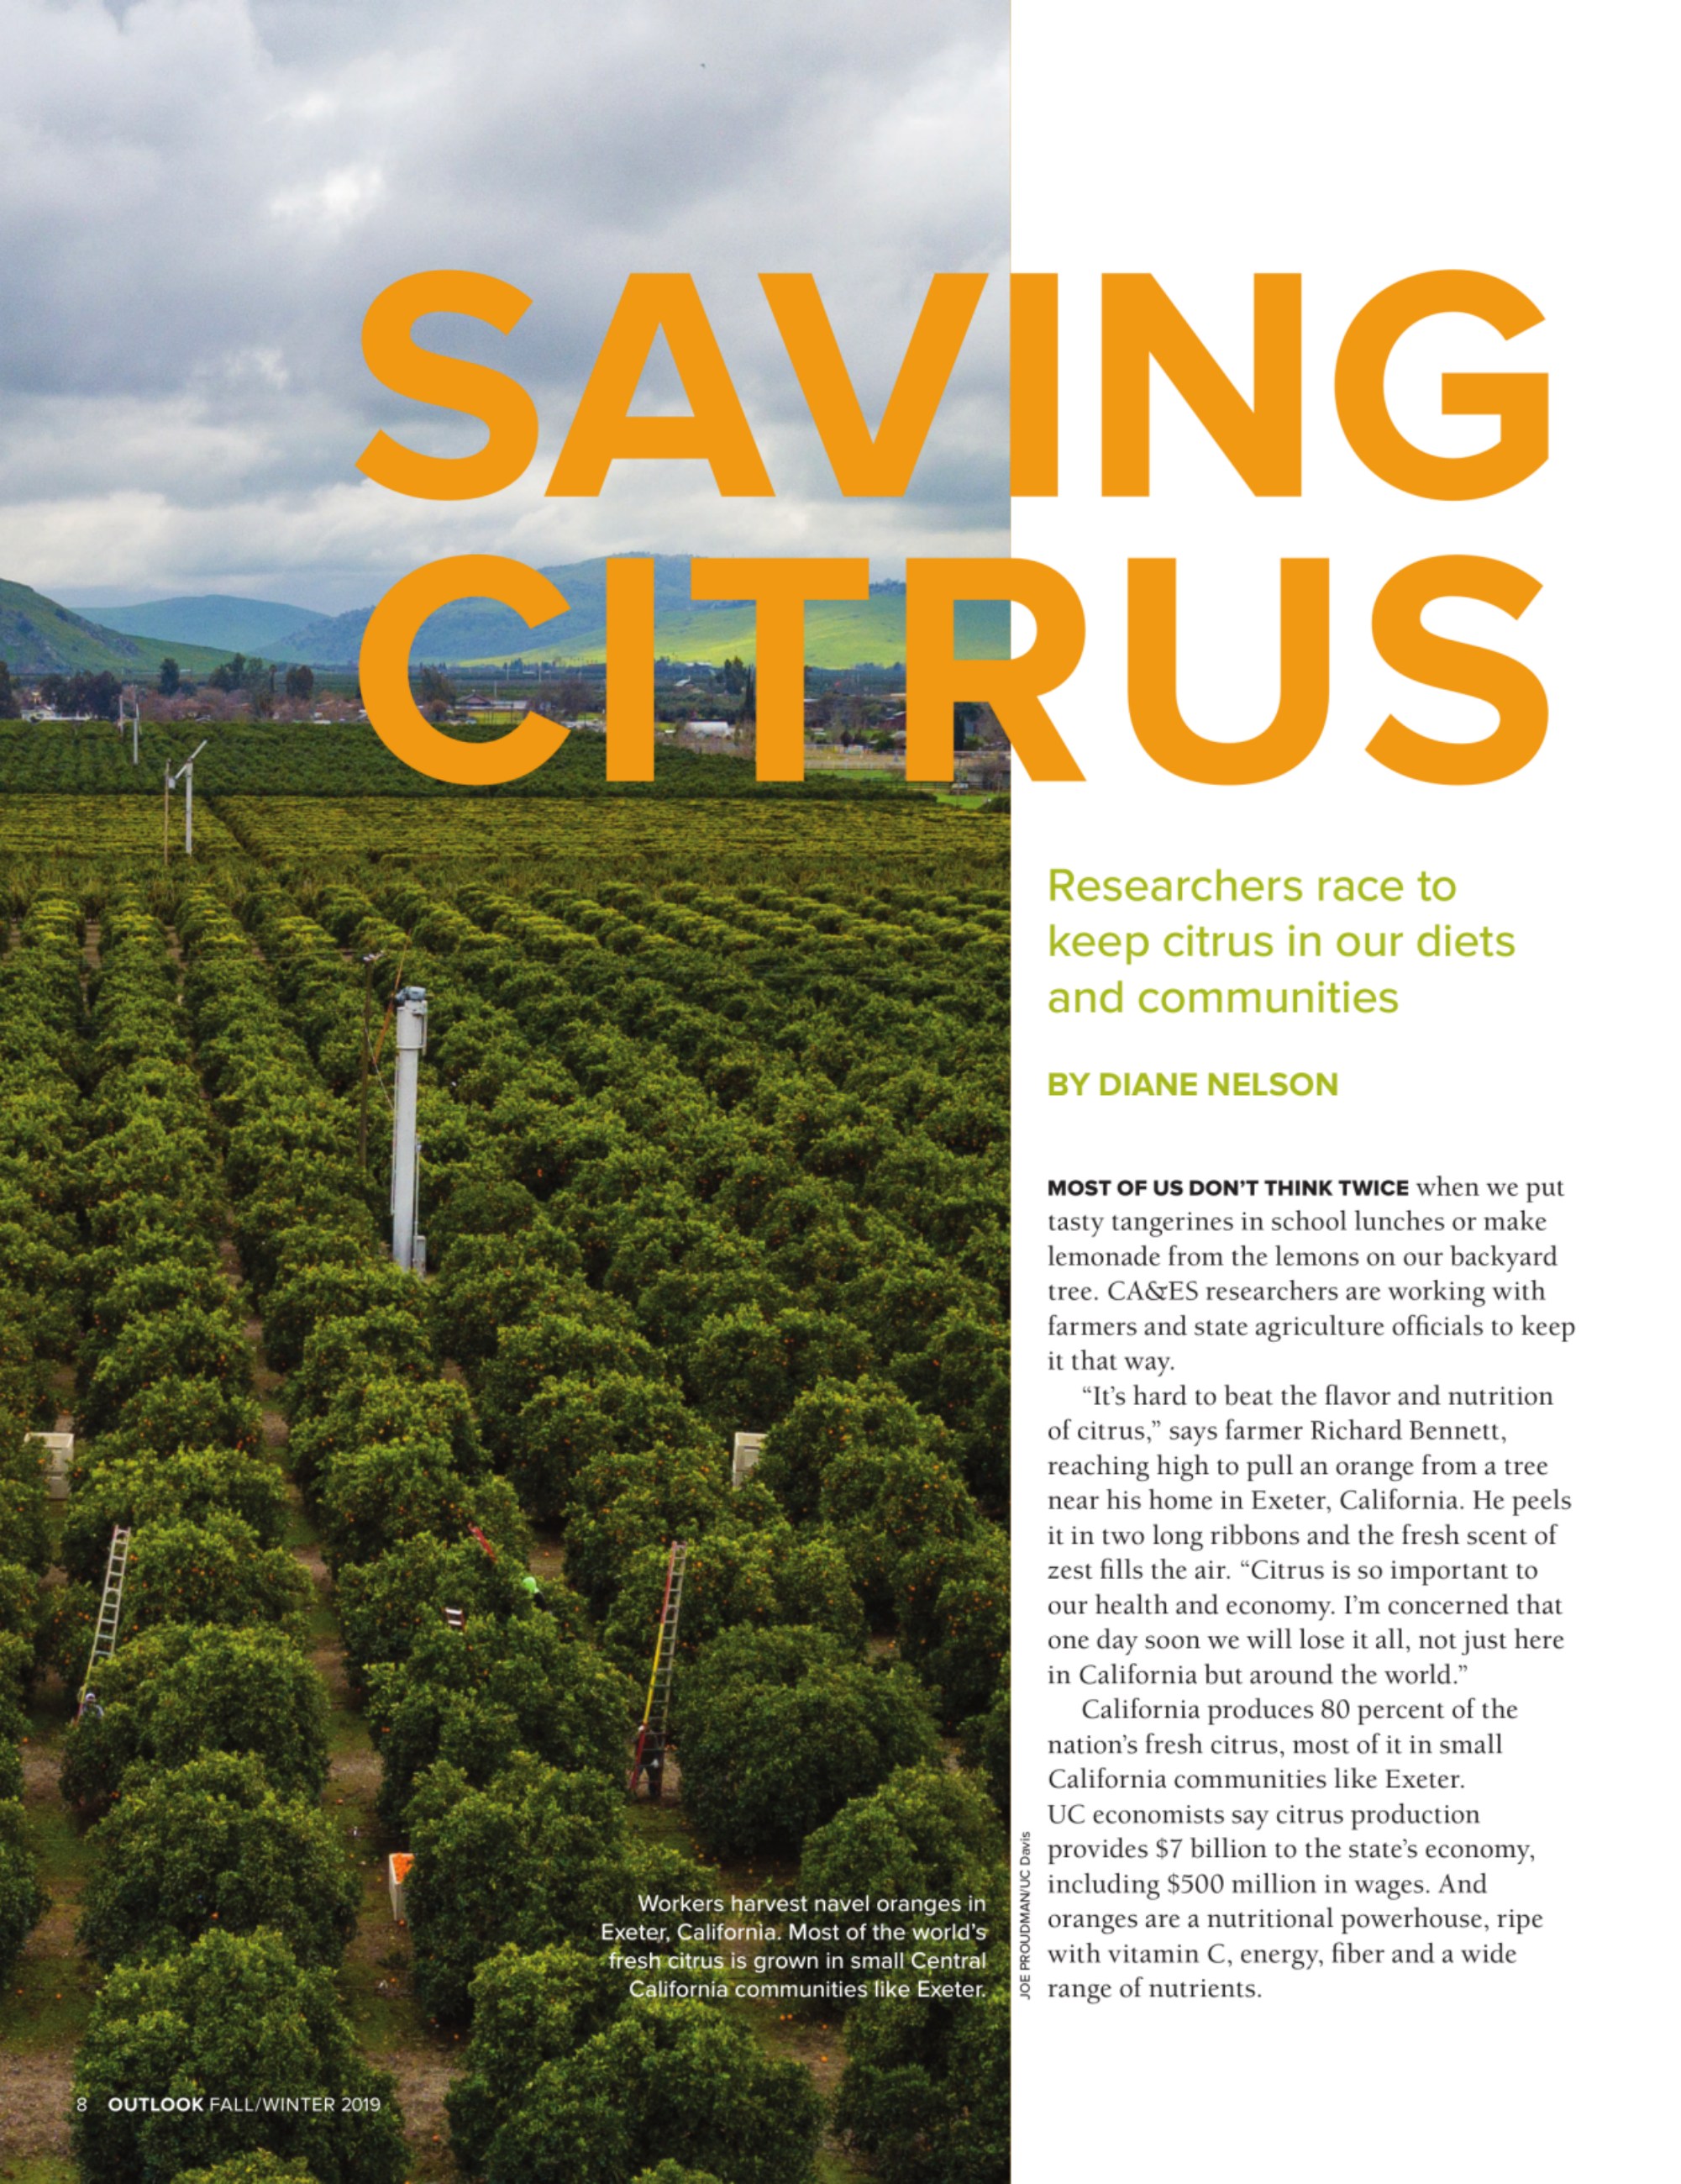 SAVING
CITRUS
Researchers race to
keep citrus in our diets
and communities
BY DIANE NELSON
MOST OF US DON’T THINK TWICE when we put
tasty tangerines in school lunches or make
lemonade from the lemons on our backyard
tree. CA&ES researchers are working with
farmers and state agriculture officials to keep
it that way.
“It’s hard to beat the flavor and nutrition
of citrus,” says farmer Richard Bennett,
reaching high to pull an orange from a tree
near his home in Exeter, California. He peels
it in two long ribbons and the fresh scent of
zest fills the air. “Citrus is so important to
our health and economy. I’m concerned that
one day soon we will lose it all, not just here
in California but around the world.”
California produces 80 percent of the
nation’s fresh citrus, most of it in small
California communities like Exeter.
UC economists say citrus production
provides $7 billion to the state’s economy,
including $500 million in wages. And
oranges are a nutritional powerhouse, ripe
with vitamin C, energy, fiber and a wide
range of nutrients.
JOE PROUDMAN/UC Davis
Workers harvest navel oranges in
Exeter, California. Most of the world’s
fresh citrus is grown in small Central
California communities like Exeter.
8 OUTLOOK FALL/WINTER 2019